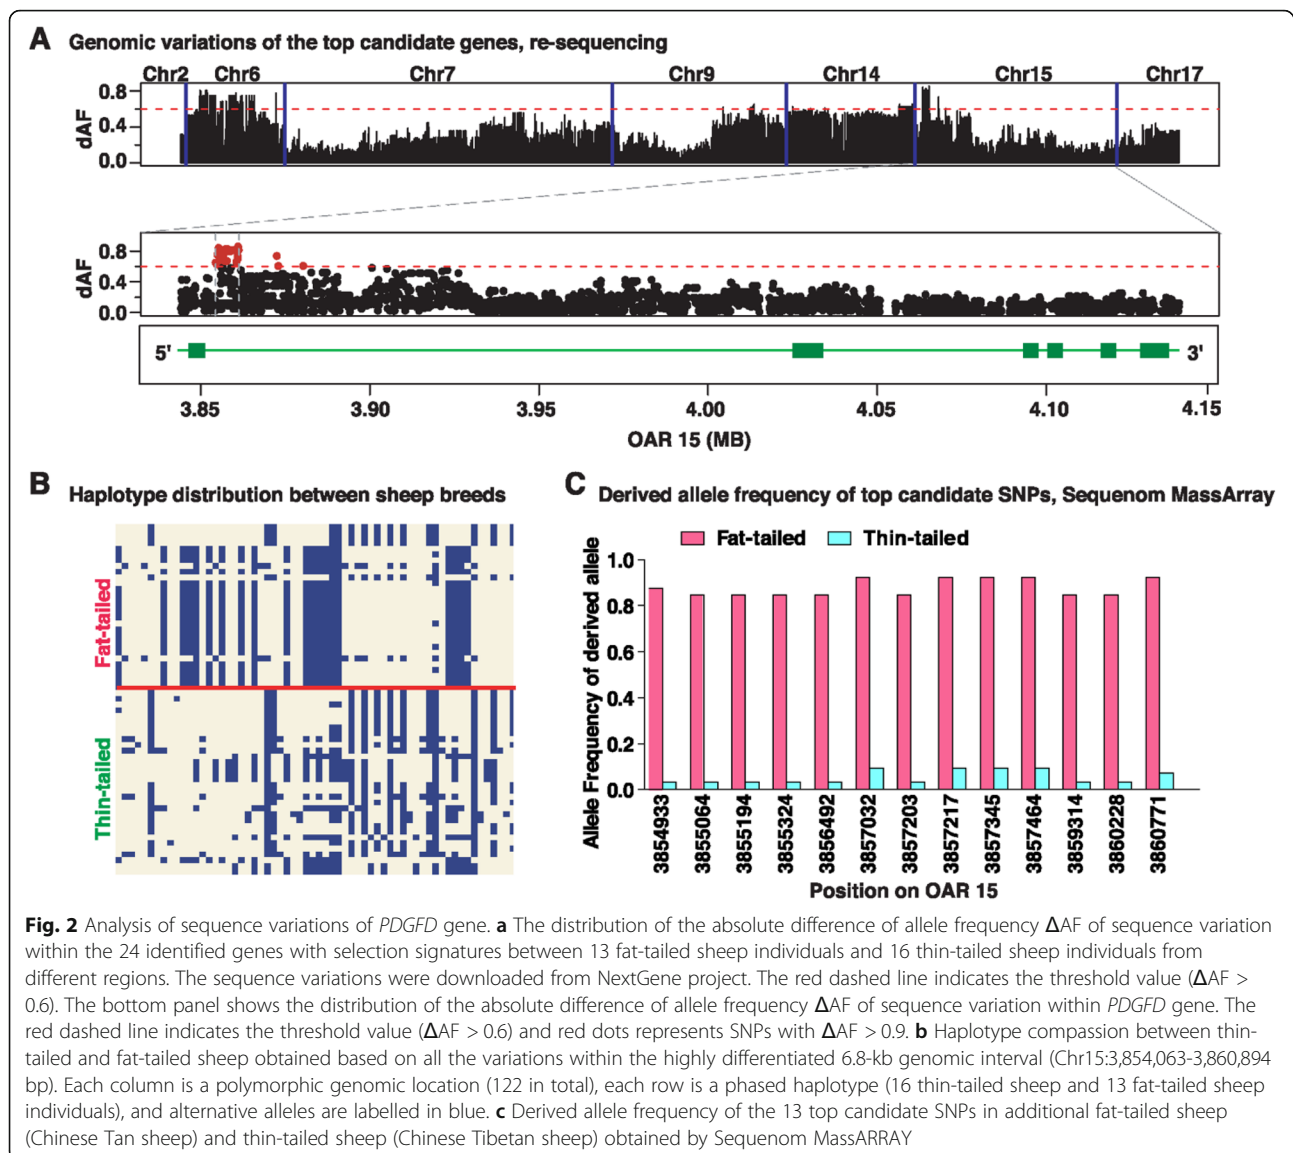 A Genomic variations of the top candidate genes, re-sequencing
Chr2 Chr6 Chr7 Chr9 Chr14 Chr15 Chr17
dAF
0.8
0.4
0.0
dAF
0.8
0.4
0.0
5' 3'
3.85 3.90 3.95 4.00 4.05 4.10 4.15
OAR 15 (MB)
B Haplotype distribution between sheep breeds
Fat-tailed
Thin-tailed
C Derived allele frequency of top candidate SNPs, Sequenom MassArray
Fat-tailed Thin-tailed
Allele Frequency of derived allele
1.0
0.8
0.6
0.4
0.2
0.0
3854933 3855064 3855194 3855324 3856492 3857032 3857203 3857217 3857345 3857464 3859314 3860228 3860771
Position on OAR 15
Fig. 2 Analysis of sequence variations of PDGFD gene. a The distribution of the absolute difference of allele frequency ΔAF of sequence variation
within the 24 identified genes with selection signatures between 13 fat-tailed sheep individuals and 16 thin-tailed sheep individuals from
different regions. The sequence variations were downloaded from NextGene project. The red dashed line indicates the threshold value (ΔAF >
0.6). The bottom panel shows the distribution of the absolute difference of allele frequency ΔAF of sequence variation within PDGFD gene. The
red dashed line indicates the threshold value (ΔAF > 0.6) and red dots represents SNPs with ΔAF > 0.9. b Haplotype compassion between thin-
tailed and fat-tailed sheep obtained based on all the variations within the highly differentiated 6.8-kb genomic interval (Chr15:3,854,063-3,860,894
bp). Each column is a polymorphic genomic location (122 in total), each row is a phased haplotype (16 thin-tailed sheep and 13 fat-tailed sheep
individuals), and alternative alleles are labelled in blue. c Derived allele frequency of the 13 top candidate SNPs in additional fat-tailed sheep
(Chinese Tan sheep) and thin-tailed sheep (Chinese Tibetan sheep) obtained by Sequenom MassARRAY